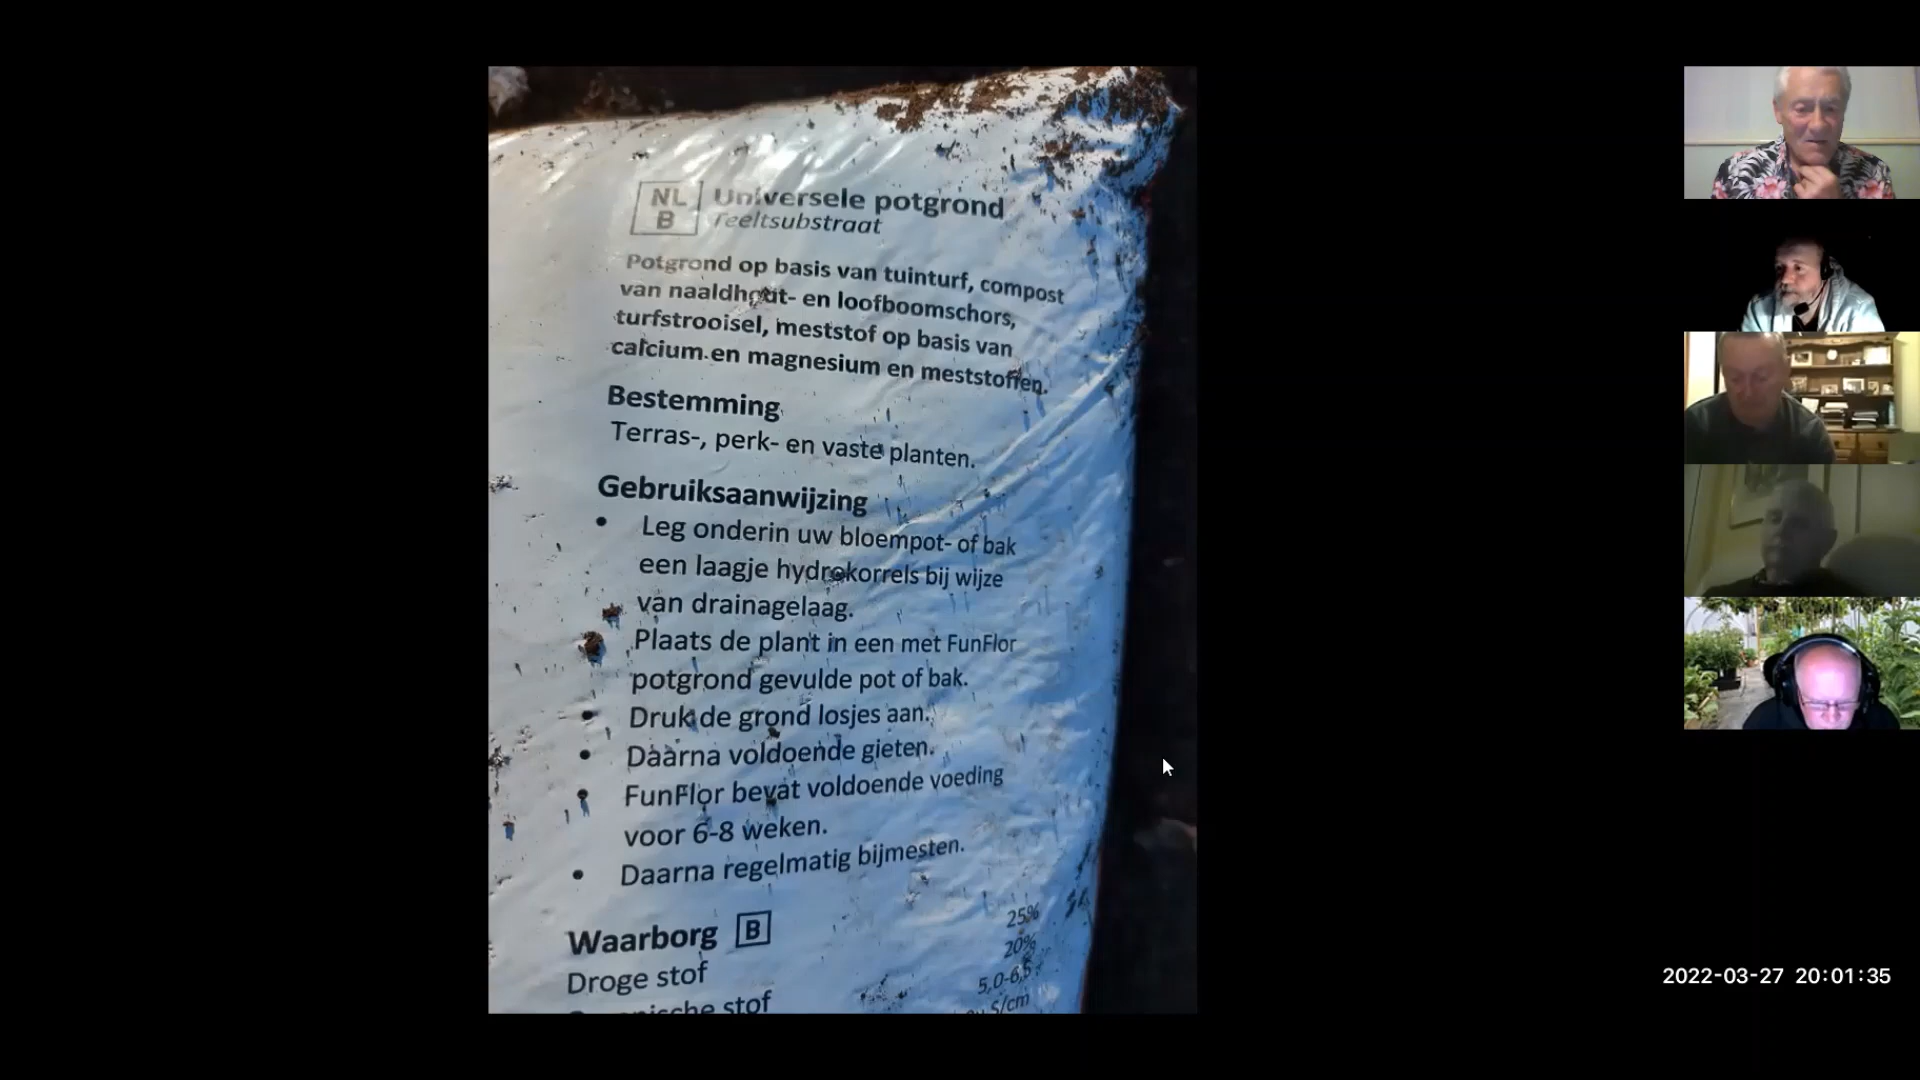 NL
B
Universele potgrond
Teeltsubstraat
Potgrond op basis van tuinturf, compost
van naaldhout- en loofboomschors,
turfstrooisel, meststof op basis van
calcium en magnesium en meststoffen.
Bestemming
Terras-, perk- en vaste planten.
Gebruiksaanwijzing
• Leg onderin uw bloempot- of bak
een laagje hydrokorrels bij wijze
van drainagelaag.
Plaats de plant in een met FunFlor
potgrond gevulde pot of bak.
• Druk de grond losjes aan.
• Daarna voldoende gieten.
• FunFlor bevat voldoende voeding
voor 6-8 weken.
• Daarna regelmatig bijmesten.
Waarborg B
Droge stof 25%
stof 20%
5,0-6,5
S/cm
2022-03-27 20:01:35